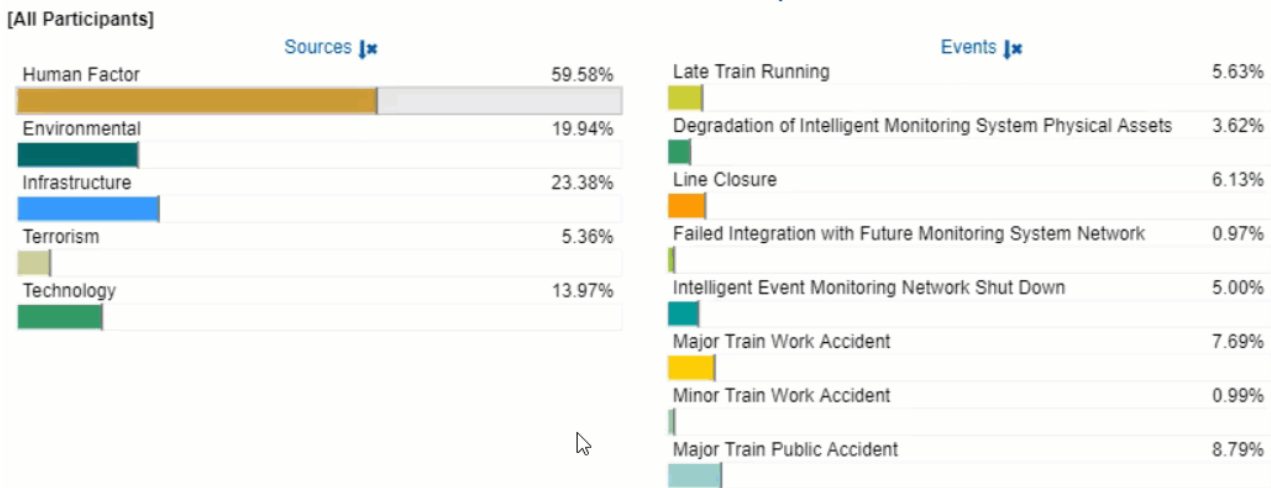 [All Participants]
Sources
Human Factor 59.58%
Environmental 19.94%
Infrastructure 23.38%
Terrorism 5.36%
Technology 13.97%
Events
Late Train Running 5.63%
Degradation of Intelligent Monitoring System Physical Assets 3.62%
Line Closure 6.13%
Failed Integration with Future Monitoring System Network 0.97%
Intelligent Event Monitoring Network Shut Down 5.00%
Major Train Work Accident 7.69%
Minor Train Work Accident 0.99%
Major Train Public Accident 8.79%